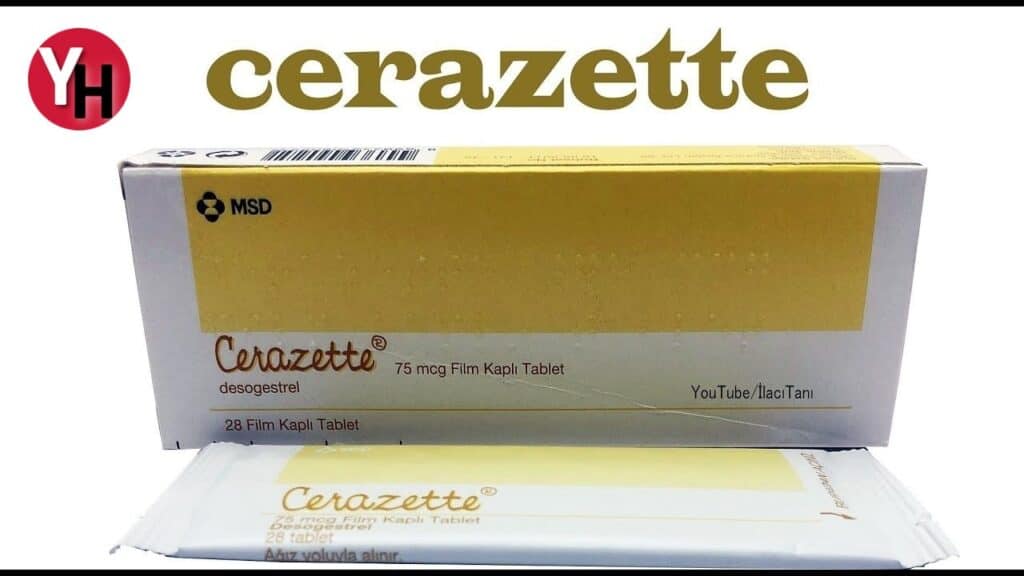 YH
cerazette
MSD
Cerazette®
75 mcg Film Kaplı Tablet
desogestrel
YouTube/İlacıTanı
28 Film Kaplı Tablet
MSD
Cerazette®
75 mcg Film Kaplı Tablet
Desogestrel
28 tablet
Ağız yoluyla alınır.